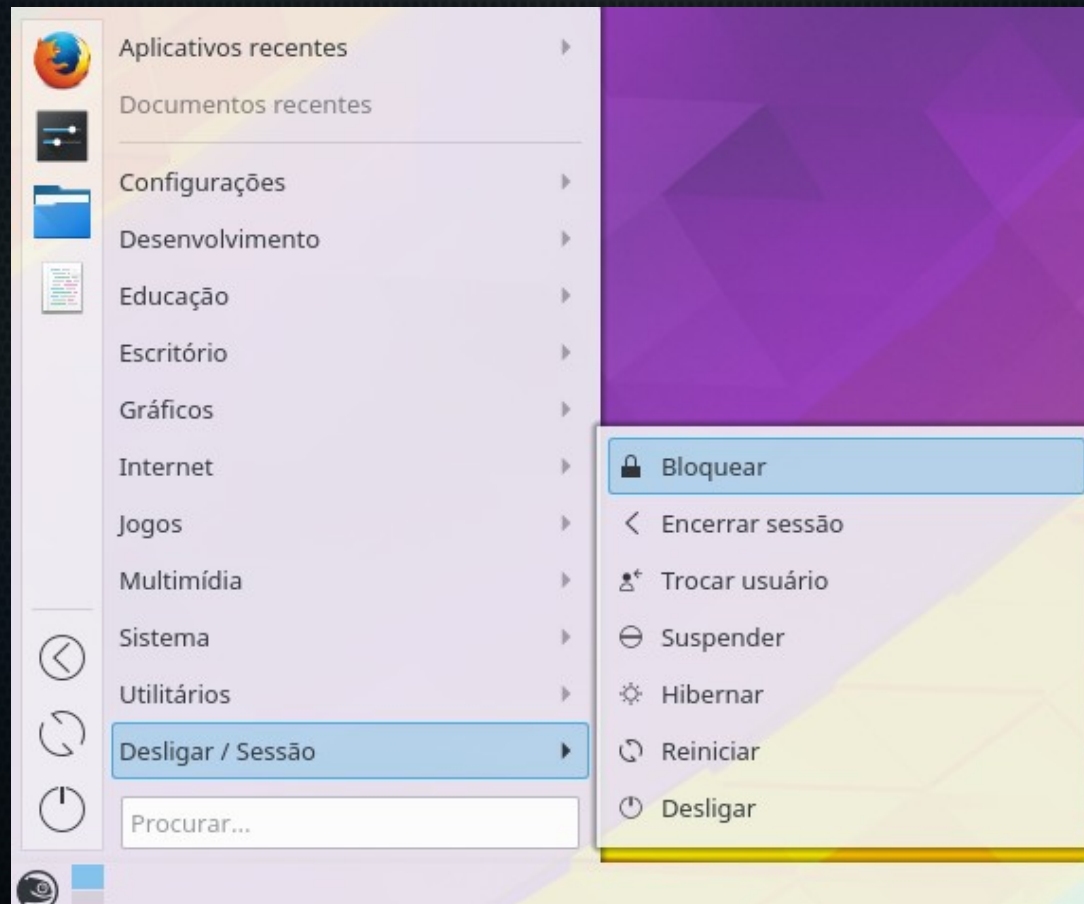 Aplicativos recentes
Documentos recentes
Configurações
Desenvolvimento
Educação
Escritório
Gráficos
Internet
Jogos
Multimídia
Sistema
Utilitários
Desligar / Sessão
Procurar...
Bloquear
Encerrar sessão
Trocar usuário
Suspender
Hibernar
Reiniciar
Desligar